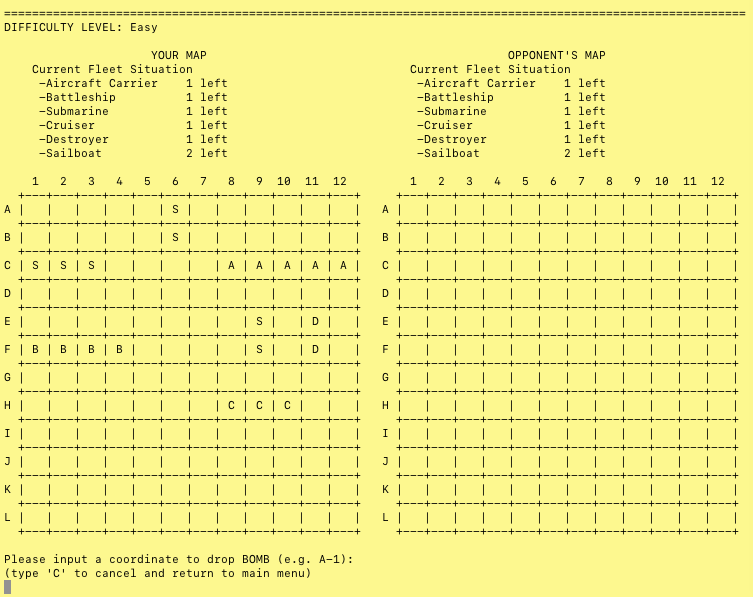 ==========================================================================================================
DIFFICULTY LEVEL: Easy
                     YOUR MAP                                           OPPONENT'S MAP
    Current Fleet Situation                               Current Fleet Situation
     -Aircraft Carrier    1 left                           -Aircraft Carrier    1 left
     -Battleship          1 left                           -Battleship          1 left
     -Submarine           1 left                           -Submarine           1 left
     -Cruiser             1 left                           -Cruiser             1 left
     -Destroyer           1 left                           -Destroyer           1 left
     -Sailboat            2 left                           -Sailboat            2 left
    1   2   3   4   5   6   7   8   9   10  11  12        1   2   3   4   5   6   7   8   9   10  11  12
  +---+---+---+---+---+---+---+---+---+---+---+---+     +---+---+---+---+---+---+---+---+---+---+---+---+
A |   |   |   |   |   | S |   |   |   |   |   |   |   A |   |   |   |   |   |   |   |   |   |   |   |   |
  +---+---+---+---+---+---+---+---+---+---+---+---+     +---+---+---+---+---+---+---+---+---+---+---+---+
B |   |   |   |   |   | S |   |   |   |   |   |   |   B |   |   |   |   |   |   |   |   |   |   |   |   |
  +---+---+---+---+---+---+---+---+---+---+---+---+     +---+---+---+---+---+---+---+---+---+---+---+---+
C | S | S | S |   |   |   |   | A | A | A | A | A |   C |   |   |   |   |   |   |   |   |   |   |   |   |
  +---+---+---+---+---+---+---+---+---+---+---+---+     +---+---+---+---+---+---+---+---+---+---+---+---+
D |   |   |   |   |   |   |   |   |   |   |   |   |   D |   |   |   |   |   |   |   |   |   |   |   |   |
  +---+---+---+---+---+---+---+---+---+---+---+---+     +---+---+---+---+---+---+---+---+---+---+---+---+
E |   |   |   |   |   |   |   |   | S |   | D |   |   E |   |   |   |   |   |   |   |   |   |   |   |   |
  +---+---+---+---+---+---+---+---+---+---+---+---+     +---+---+---+---+---+---+---+---+---+---+---+---+
F | B | B | B | B |   |   |   |   | S |   | D |   |   F |   |   |   |   |   |   |   |   |   |   |   |   |
  +---+---+---+---+---+---+---+---+---+---+---+---+     +---+---+---+---+---+---+---+---+---+---+---+---+
G |   |   |   |   |   |   |   |   |   |   |   |   |   G |   |   |   |   |   |   |   |   |   |   |   |   |
  +---+---+---+---+---+---+---+---+---+---+---+---+     +---+---+---+---+---+---+---+---+---+---+---+---+
H |   |   |   |   |   |   |   | C | C | C |   |   |   H |   |   |   |   |   |   |   |   |   |   |   |   |
  +---+---+---+---+---+---+---+---+---+---+---+---+     +---+---+---+---+---+---+---+---+---+---+---+---+
I |   |   |   |   |   |   |   |   |   |   |   |   |   I |   |   |   |   |   |   |   |   |   |   |   |   |
  +---+---+---+---+---+---+---+---+---+---+---+---+     +---+---+---+---+---+---+---+---+---+---+---+---+
J |   |   |   |   |   |   |   |   |   |   |   |   |   J |   |   |   |   |   |   |   |   |   |   |   |   |
  +---+---+---+---+---+---+---+---+---+---+---+---+     +---+---+---+---+---+---+---+---+---+---+---+---+
K |   |   |   |   |   |   |   |   |   |   |   |   |   K |   |   |   |   |   |   |   |   |   |   |   |   |
  +---+---+---+---+---+---+---+---+---+---+---+---+     +---+---+---+---+---+---+---+---+---+---+---+---+
L |   |   |   |   |   |   |   |   |   |   |   |   |   L |   |   |   |   |   |   |   |   |   |   |   |   |
  +---+---+---+---+---+---+---+---+---+---+---+---+     +---+---+---+---+---+---+---+---+---+---+---+---+
Please input a coordinate to drop BOMB (e.g. A-1):
(type 'C' to cancel and return to main menu)